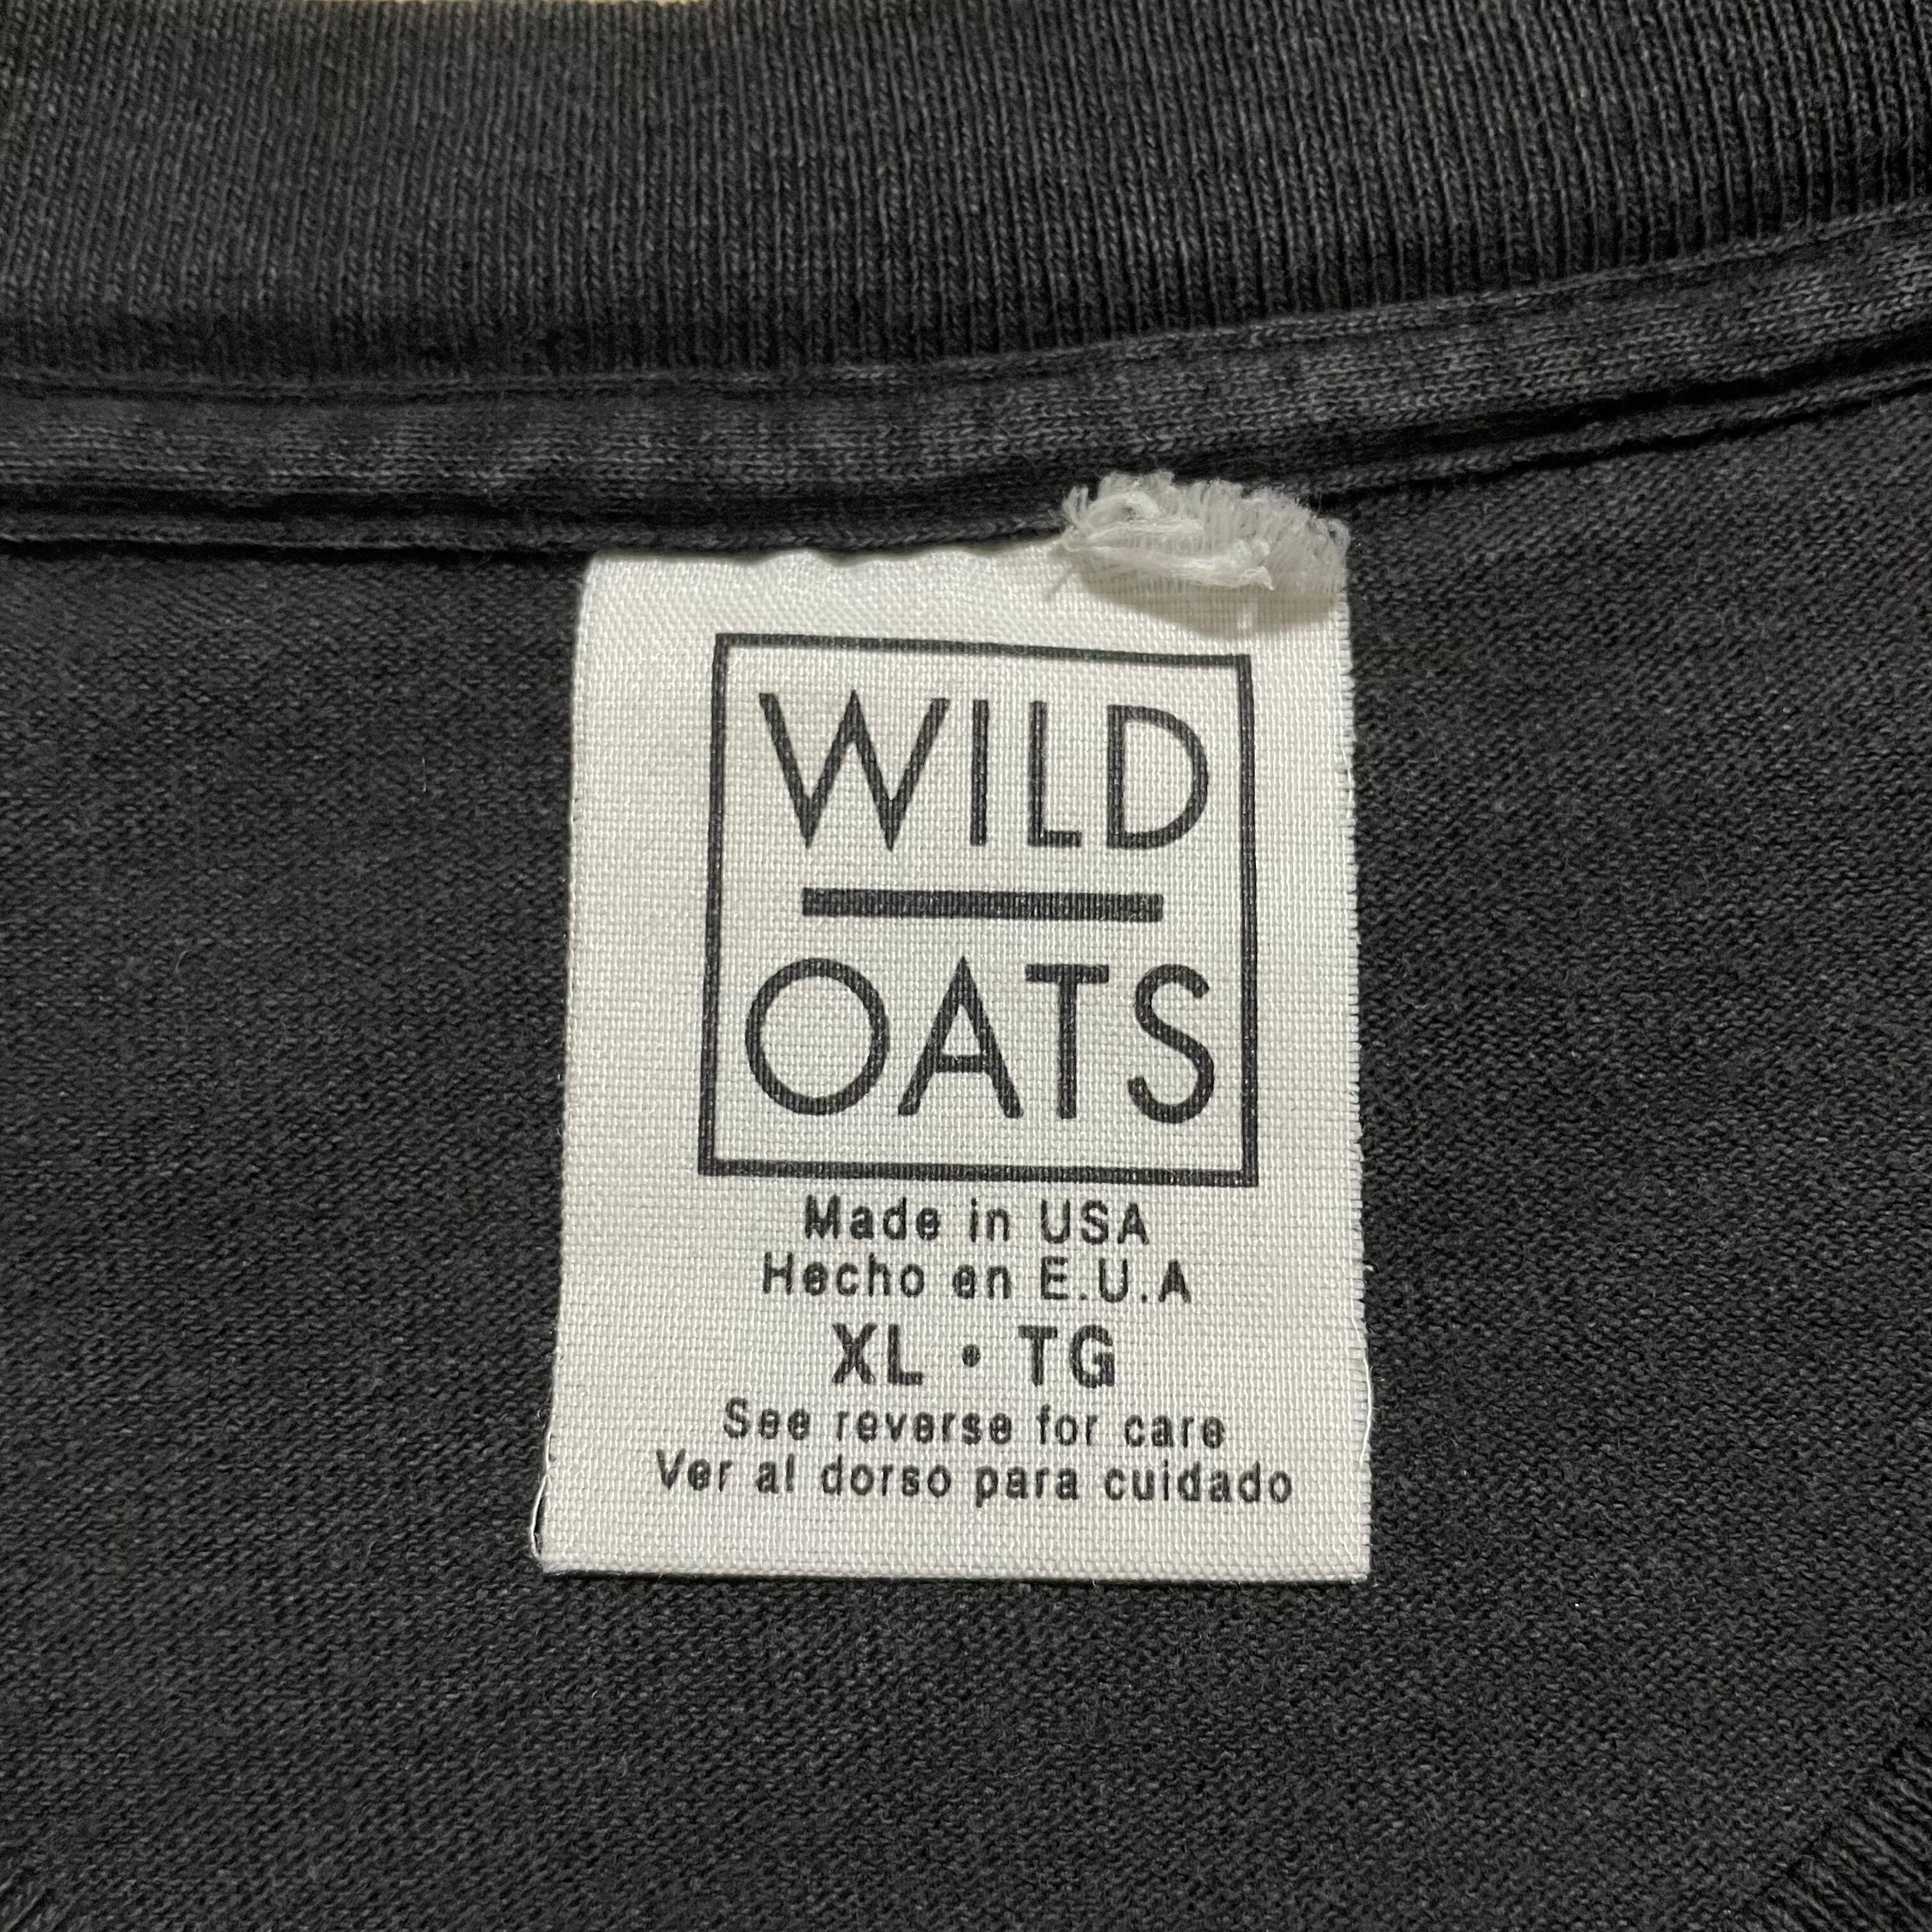 WILD
OATS
Made in USA
Hecho en E.U.A
XL • TG
See reverse for care
Ver al dorso para cuidado